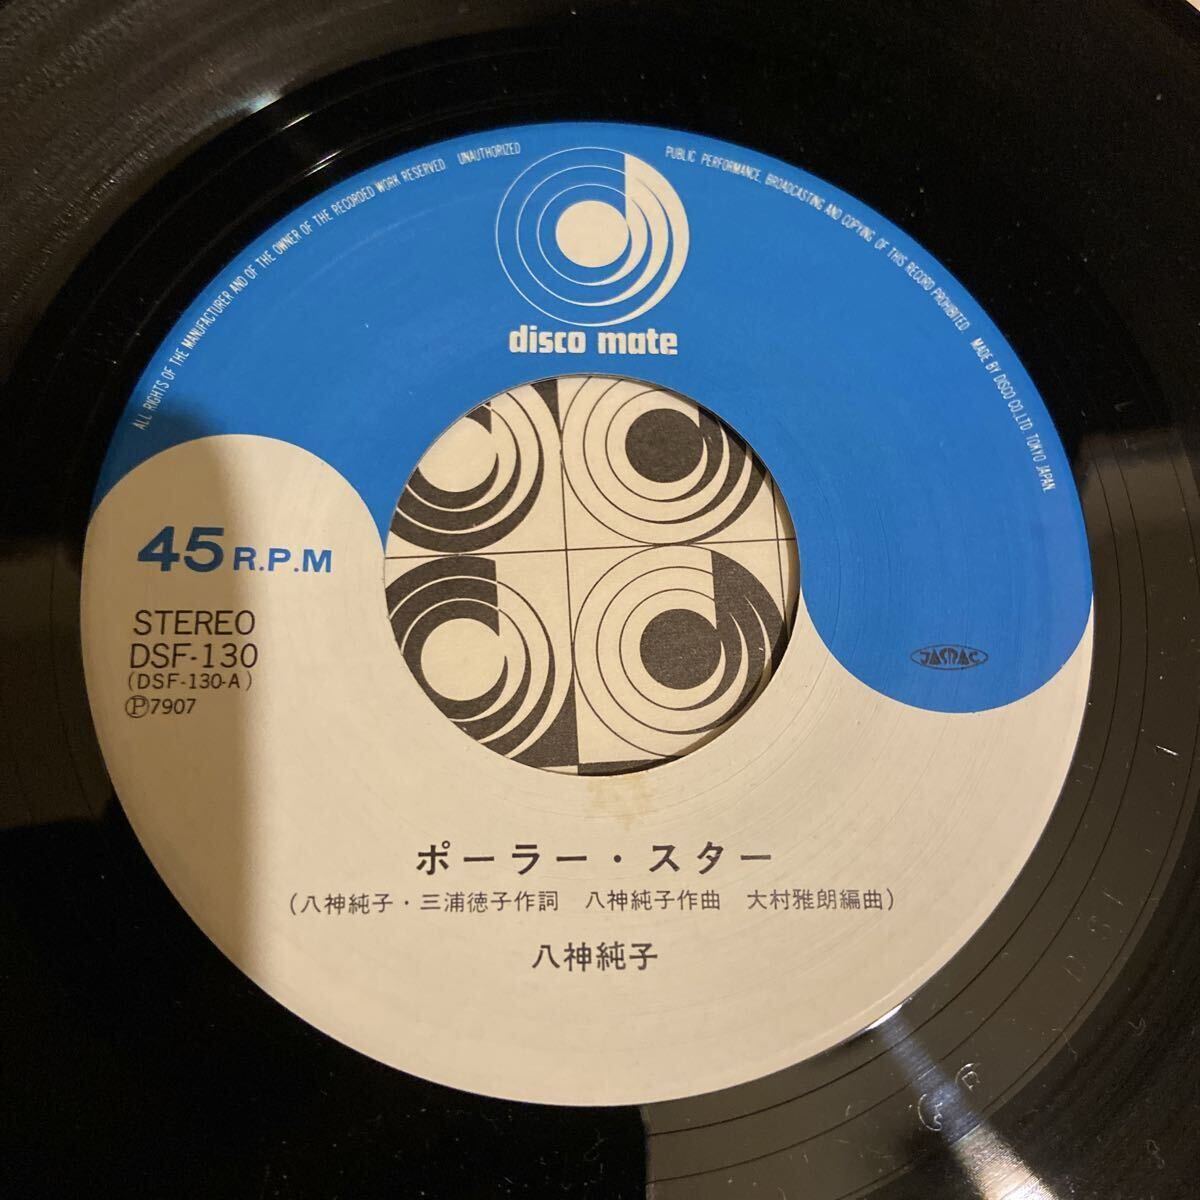 ALL RIGHTS OF THE MANUFACTURER AND OF THE OWNER OF THE RECORDED WORK RESERVED UNAUTHORIZED PUBLIC PERFORMANCE, BROADCASTING AND COPYING OF THIS RECORD PROHIBITED. MADE BY DISCO CO., LTD. TOKYO JAPAN.
disco mate
45 R.P.M
STEREO
DSF-130
(DSF-130-A)
Ⓟ7907
JASRAC
ポーラー・スター
(八神純子・三浦徳子作詞 八神純子作曲 大村雅朗編曲)
八神純子